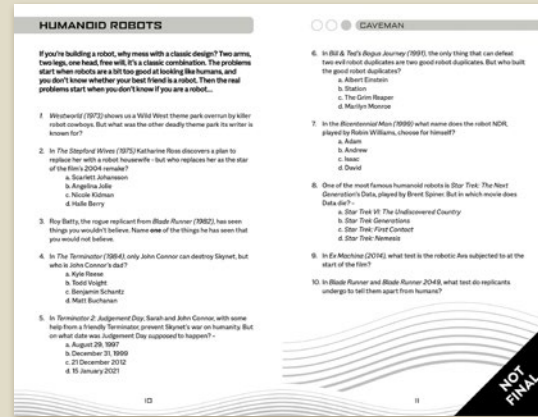 HUMANOID ROBOTS
If you're building a robot, why mess with a classic design? Two arms,
two legs, one head, free will, it's a classic combination. The problems
start when robots are a bit too good at looking like humans, and
you don't know whether your best friend is a robot. Then the real
problems start when you don't know if you are a robot...
1. Westworld (1973) shows us a Wild West theme park overrun by killer
robot cowboys. But what was the other deadly theme park its writer is
known for?
2. In The Stepford Wives (1975) Katharine Ross discovers a plan to
replace her with a robot housewife - but who replaces her as the star
of the film's 2004 remake?
a. Scarlett Johansson
b. Angelina Jolie
c. Nicole Kidman
d. Halle Berry
3. Roy Batty, the rogue replicant from Blade Runner (1982), has seen
things you wouldn't believe. Name one of the things he has seen that
you would not believe.
4. In The Terminator (1984), only John Connor can destroy Skynet, but
who is John Connor's dad?
a. Kyle Reese
b. Todd Voight
c. Benjamin Schantz
d. Matt Buchanan
5. In Terminator 2: Judgement Day, Sarah and John Connor, with some
help from a friendly Terminator, prevent Skynet's war on humanity. But
on what date was Judgement Day supposed to happen? -
a. August 29, 1997
b. December 31, 1999
c. 21 December 2012
d. 15 January 2021
10
CAVEMAN
6. In Bill & Ted's Bogus Journey (1991), the only thing that can defeat
two evil robot duplicates are two good robot duplicates. But who built
the good robot duplicates?
a. Albert Einstein
b. Station
c. The Grim Reaper
d. Marilyn Monroe
7. In the Bicentennial Man (1999) what name does the robot NDR,
played by Robin Williams, choose for himself?
a. Adam
b. Andrew
c. Isaac
d. David
8. One of the most famous humanoid robots is Star Trek: The Next
Generation's Data, played by Brent Spiner. But in which movie does
Data die? -
a. Star Trek VI: The Undiscovered Country
b. Star Trek Generations
c. Star Trek: First Contact
d. Star Trek: Nemesis
9. In Ex Machina (2014), what test is the robotic Ava subjected to at the
start of the film?
10. In Blade Runner and Blade Runner 2049, what test do replicants
undergo to tell them apart from humans?
11
NOT
FINAL